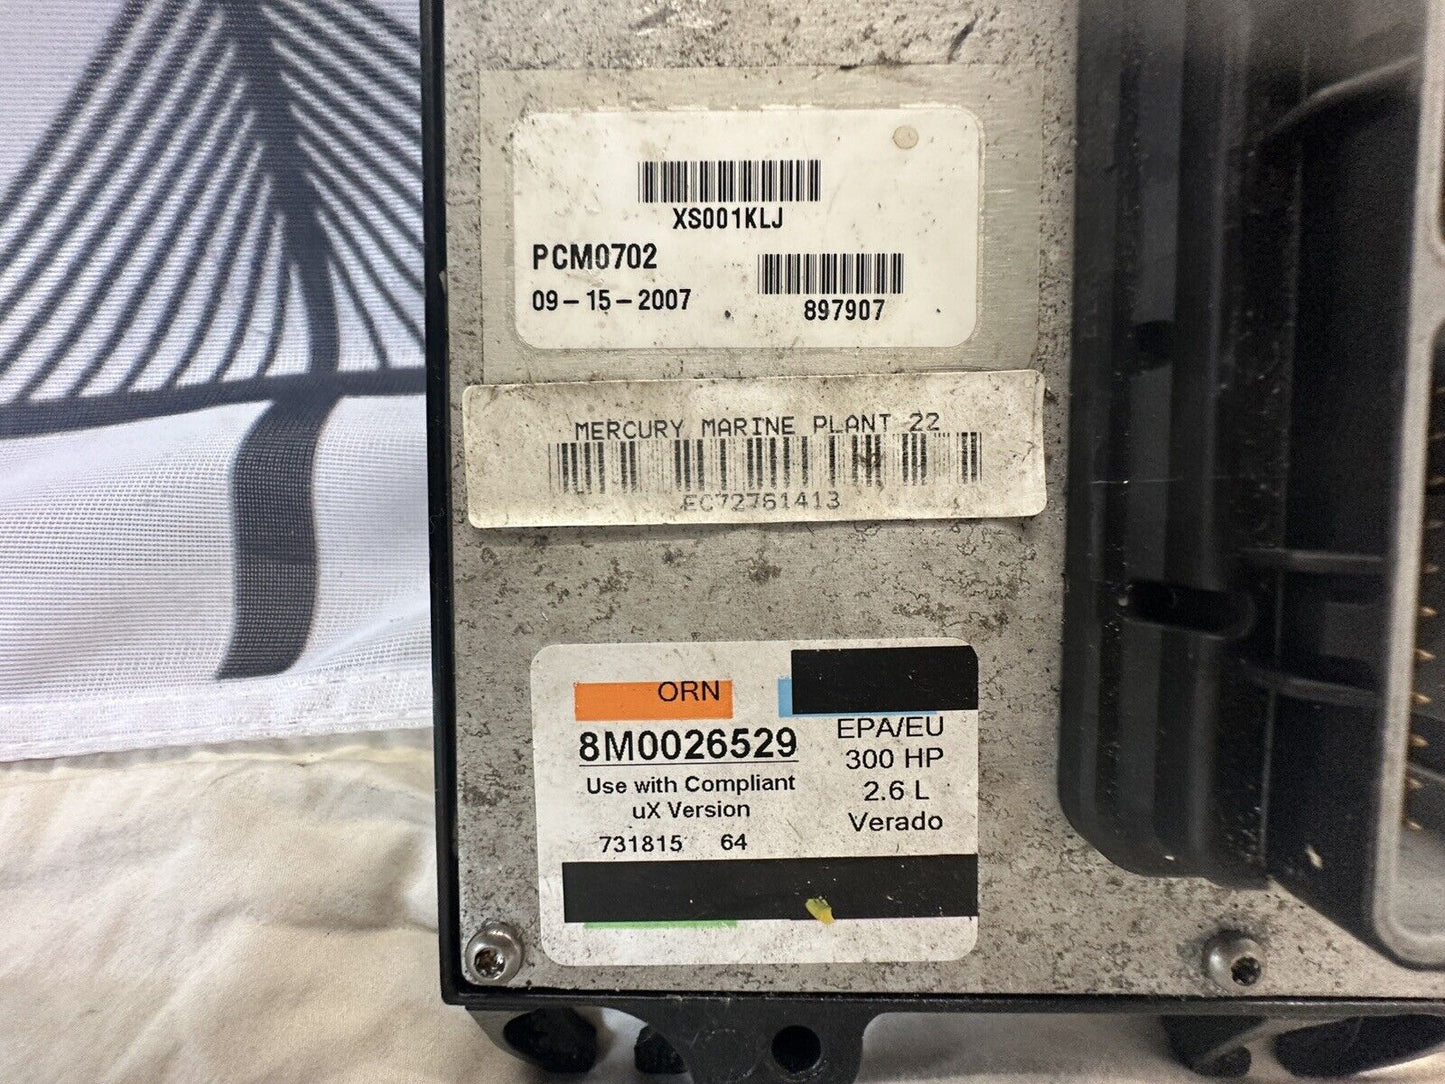 XS001KLJ
PCM0702
09-15-2007
897907
MERCURY MARINE PLANT 22
EC72761413
ORN
8M0026529
Use with Compliant
uX Version
731815 64
EPA/EU
300 HP
2.6 L
Verado